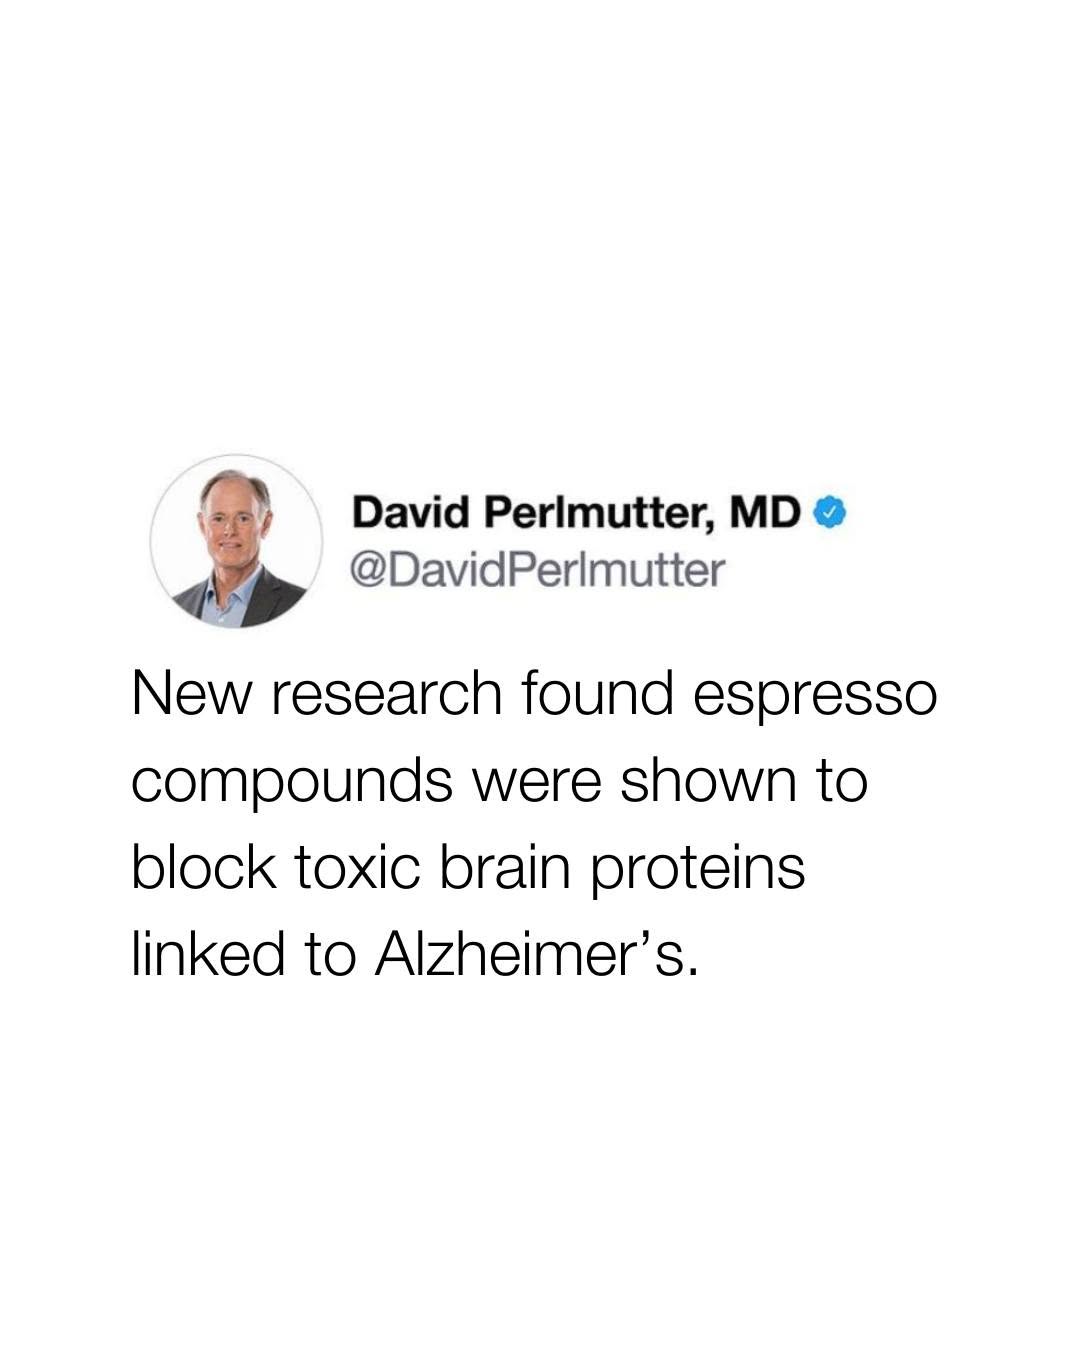 David Perlmutter, MD
@DavidPerlmutter
New research found espresso
compounds were shown to
block toxic brain proteins
linked to Alzheimer’s.